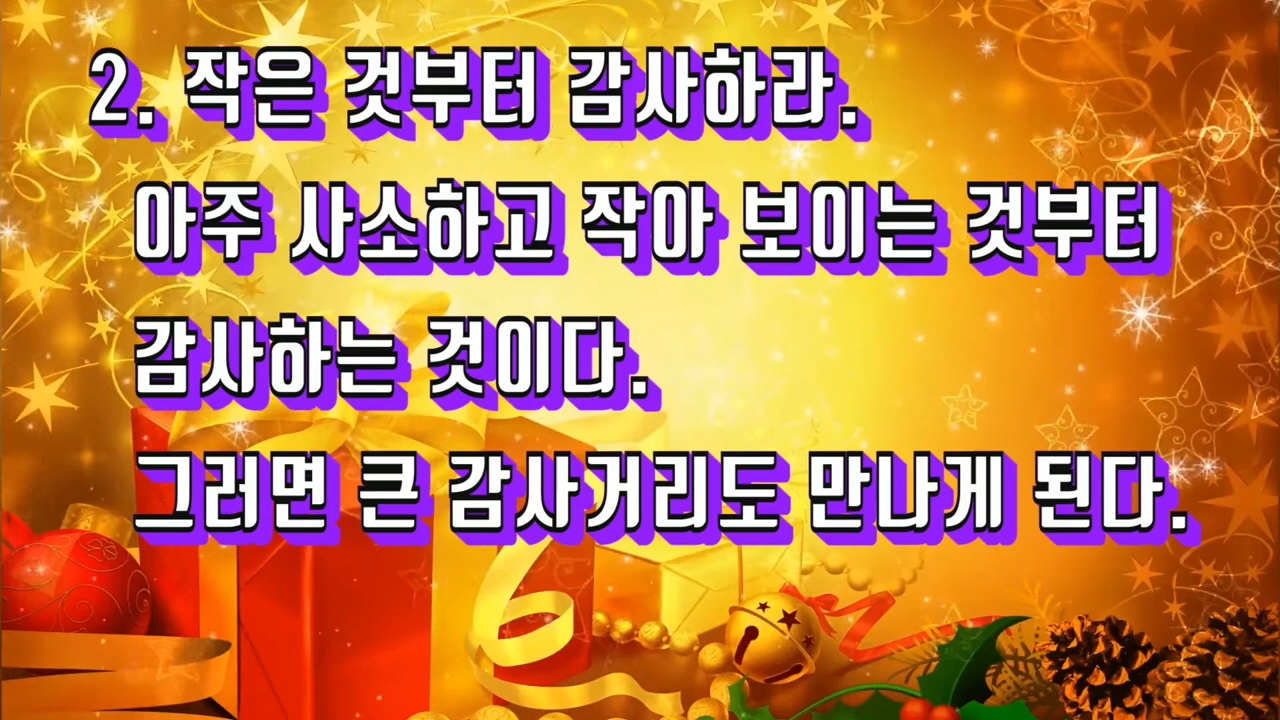 2. 작은 것부터 감사하라.
아주 사소하고 작아 보이는 것부터
감사하는 것이다.
그러면 큰 감사거리도 만나게 된다.